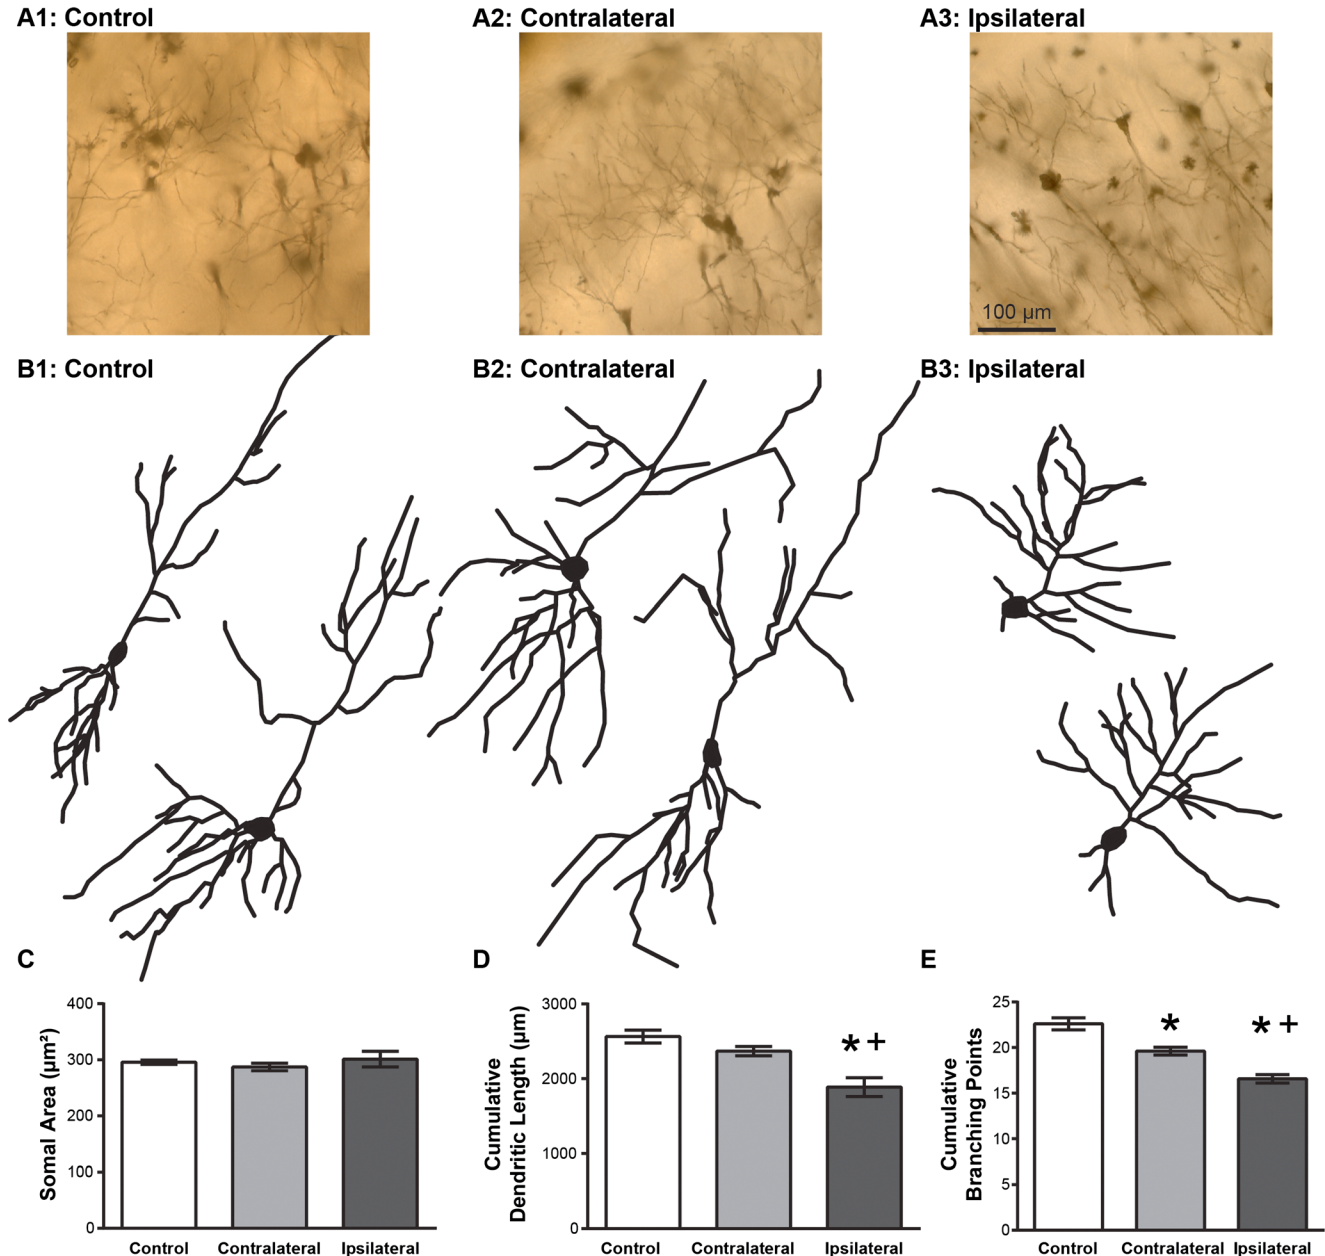 A1: Control
A2: Contralateral
A3: Ipsilateral
100 µm
B1: Control
B2: Contralateral
B3: Ipsilateral
C
D
E
Somal Area (µm²)
400
300
200
100
0
Control
Contralateral
Ipsilateral
Cumulative
Dendritic Length (µm)
3000
2000
1000
0
* +
Control
Contralateral
Ipsilateral
Cumulative
Branching Points
25
20
15
10
5
0
*
* +
Control
Contralateral
Ipsilateral